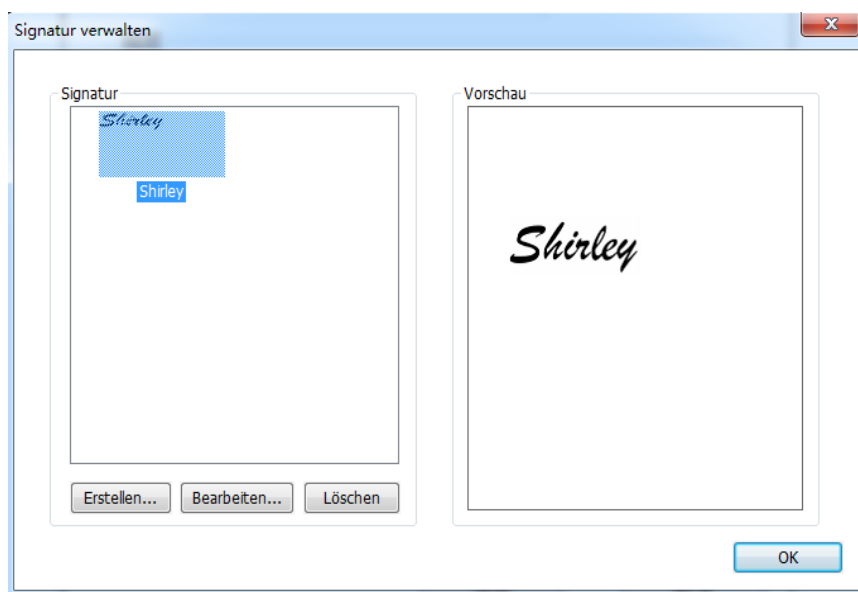 Signatur verwalten
Signatur
Shirley
Shirley
Erstellen...
Bearbeiten...
Löschen
Vorschau
Shirley
OK